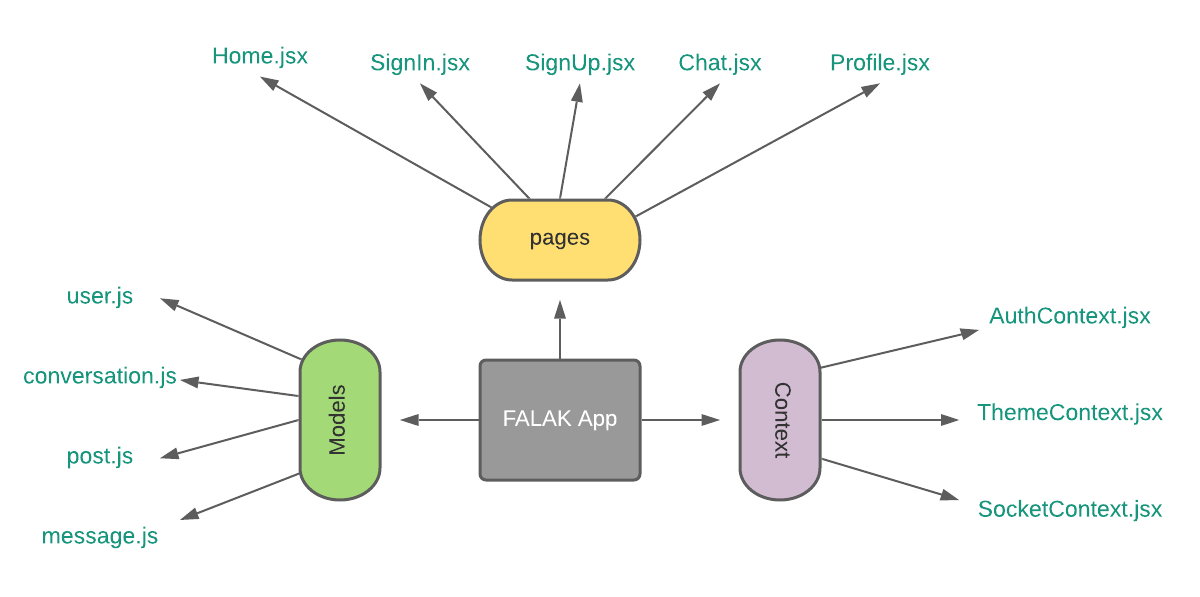 Home.jsx
SignIn.jsx
SignUp.jsx
Chat.jsx
Profile.jsx
pages
user.js
conversation.js
post.js
message.js
Models
FALAK App
Context
AuthContext.jsx
ThemeContext.jsx
SocketContext.jsx